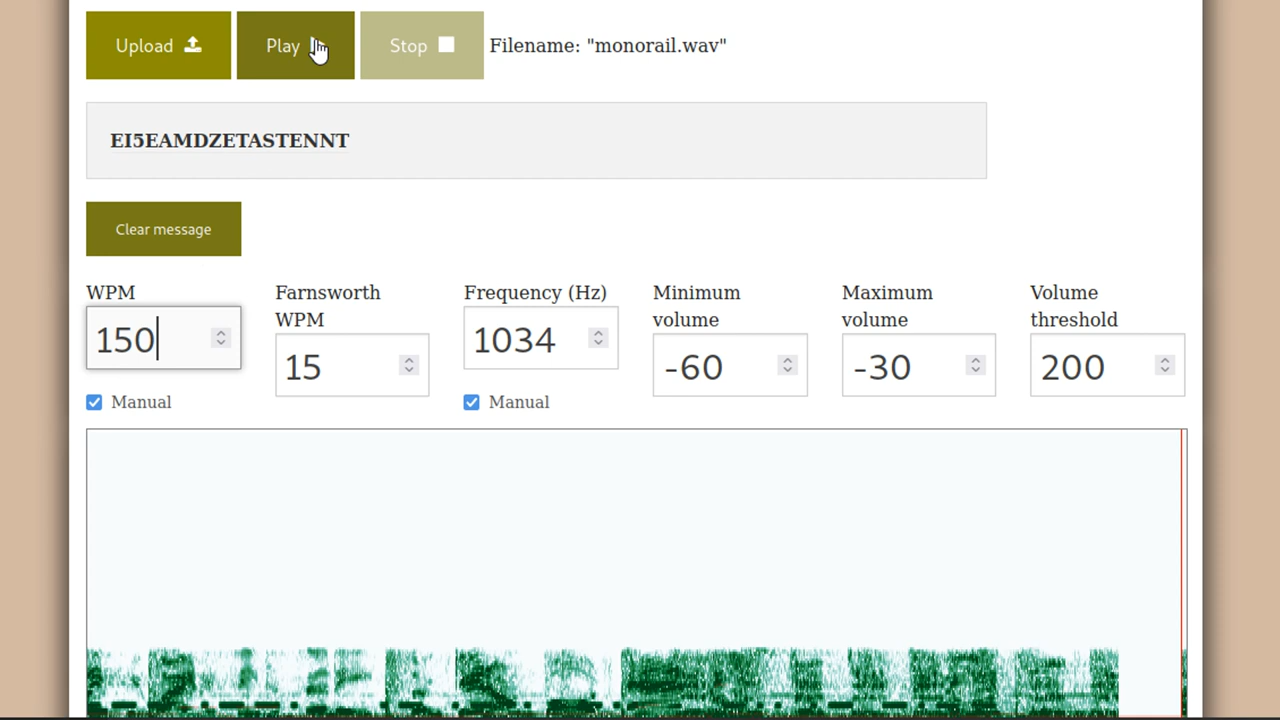 Upload Play Stop Filename: "monorail.wav"
EI5EAMDZETASTENNT
Clear message
WPM Farnsworth WPM Frequency (Hz) Minimum volume Maximum volume Volume threshold
150 15 1034 -60 -30 200
Manual Manual